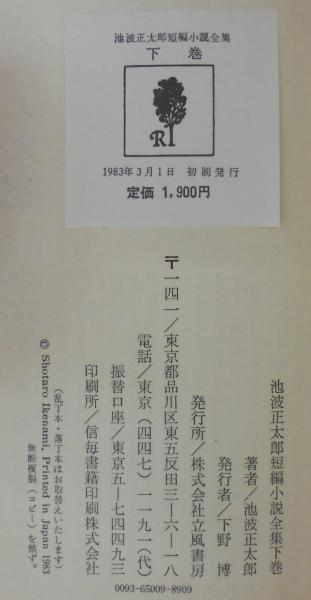 池波正太郎短編小説全集
下巻
R
1983年3月1日 初刷発行
定価 1,900円
池波正太郎短編小説全集下巻
著者/池波正太郎
発行者/下野 博
発行所/株式会社立風書房
〒一四一/東京都品川区東五反田三—六—一八
電話/東京(四四七)一一九一(代)
振替口座/東京五—七四四九三
印刷所/信毎書籍印刷株式会社
(乱丁本・落丁本はお取替えいたします)
© Shotaro Ikenami, Printed in Japan 1983
無断複製(コピー)を禁ず。
0093-65009-8909